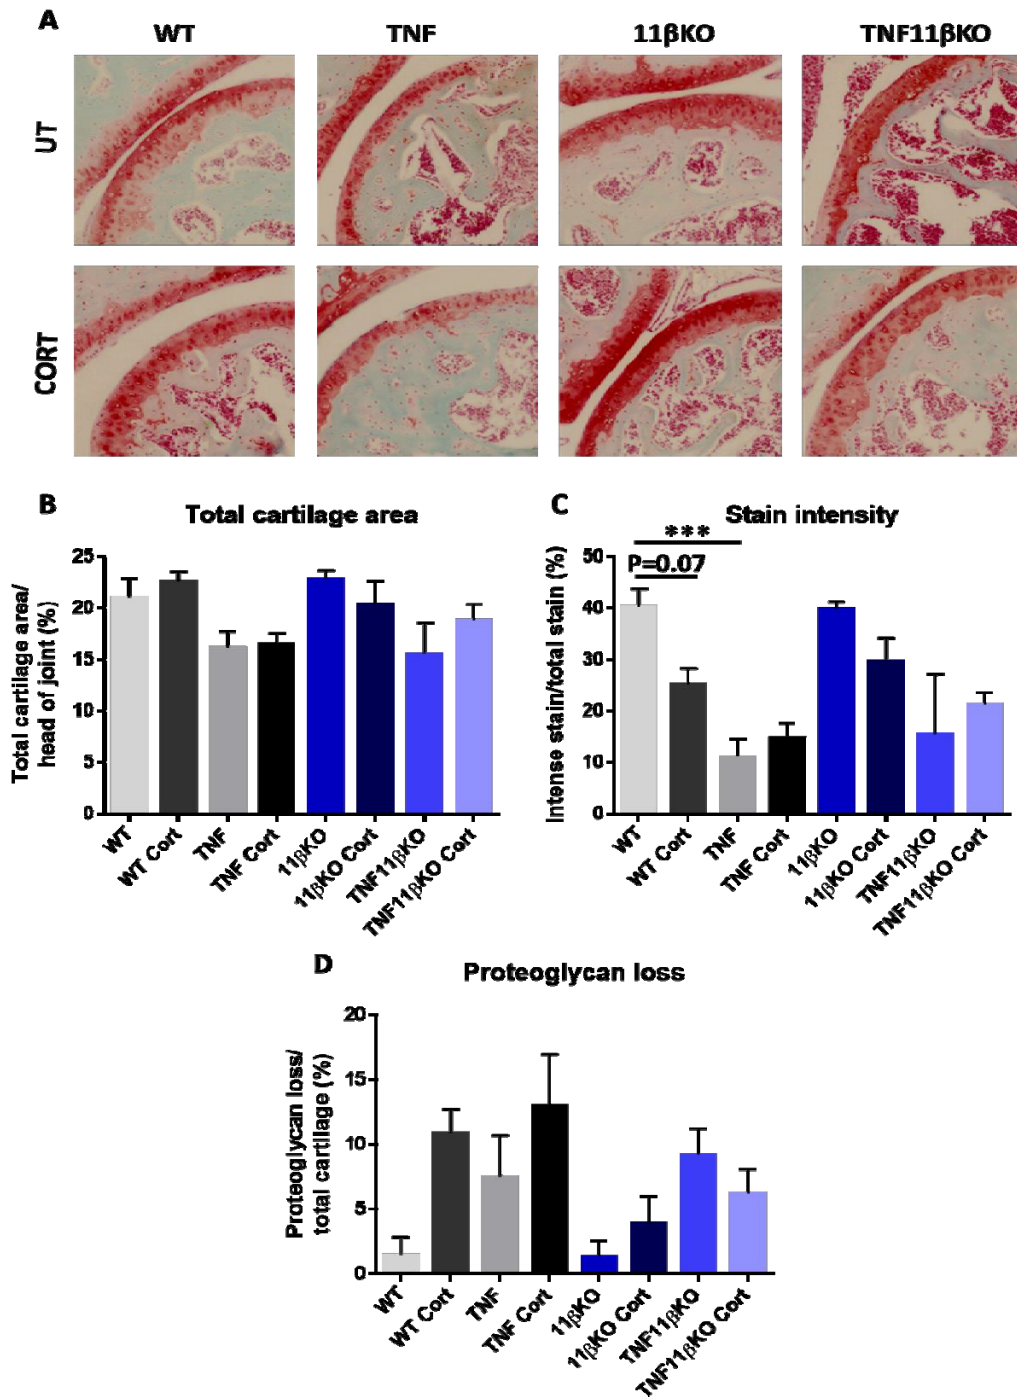 A
WT TNF 11βKO TNF11βKO
UT
CORT
B Total cartilage area
Total cartilage area/
head of joint (%)
25
20
15
10
5
0
WT
WT Cort
TNF
TNF Cort
11βKO
11βKO Cort
TNF11βKO
TNF11βKO Cort
C Stain intensity
Intense stain/total stain (%)
***
P=0.07
50
40
30
20
10
0
WT
WT Cort
TNF
TNF Cort
11βKO
11βKO Cort
TNF11βKO
TNF11βKO Cort
D Proteoglycan loss
Proteoglycan loss/
total cartilage (%)
20
15
10
5
0
WT
WT Cort
TNF
TNF Cort
11βKO
11βKO Cort
TNF11βKO
TNF11βKO Cort